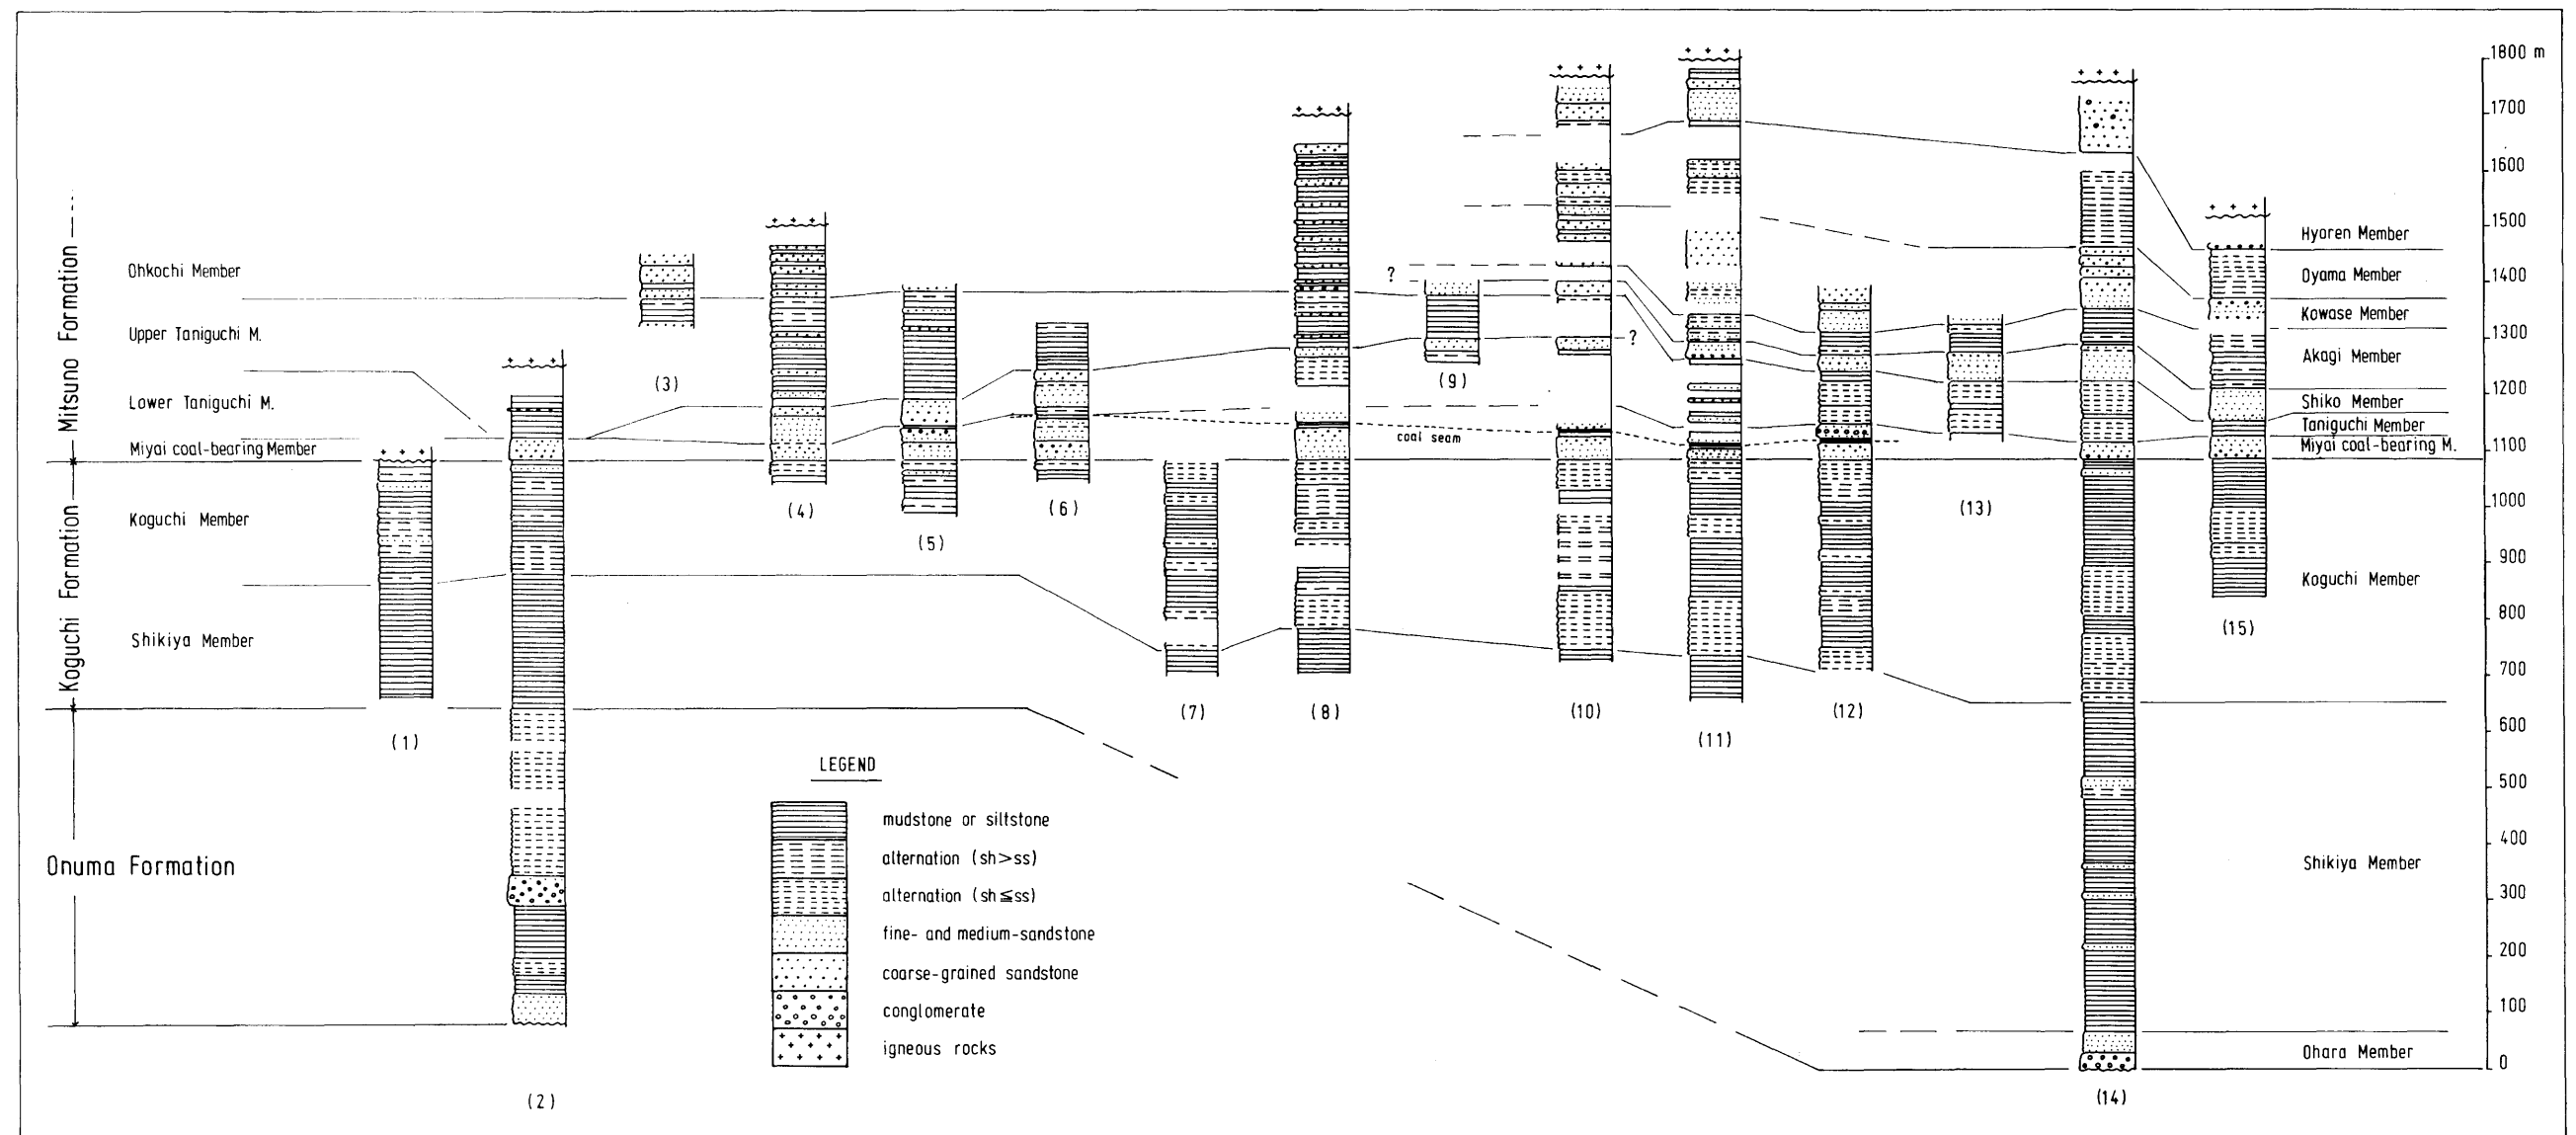 Mitsuno Formation
Koguchi Formation
Onuma Formation
Ohkochi Member
Upper Taniguchi M.
Lower Taniguchi M.
Miyai coal-bearing Member
Koguchi Member
Shikiya Member
(1)
(2)
(3)
(4)
(5)
(6)
(7)
(8)
(9)
(10)
(11)
(12)
(13)
(14)
(15)
?
?
coal seam
LEGEND
mudstone or siltstone
alternation (sh>ss)
alternation (sh≦ss)
fine- and medium-sandstone
coarse-grained sandstone
conglomerate
igneous rocks
Hyoren Member
Oyama Member
Kowase Member
Akagi Member
Shiko Member
Taniguchi Member
Miyai coal-bearing M.
Koguchi Member
Shikiya Member
Ohara Member
1800 m
1700
1600
1500
1400
1300
1200
1100
1000
900
800
700
600
500
400
300
200
100
0